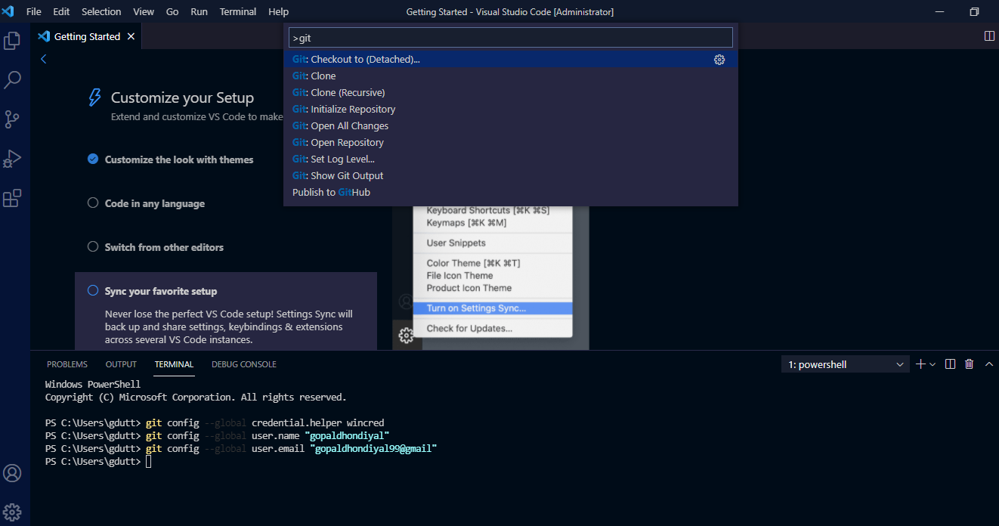 File Edit Selection View Go Run Terminal Help
Getting Started - Visual Studio Code [Administrator]
Getting Started
>git
Git: Checkout to (Detached)...
Git: Clone
Git: Clone (Recursive)
Git: Initialize Repository
Git: Open All Changes
Git: Open Repository
Git: Set Log Level...
Git: Show Git Output
Publish to GitHub
Customize your Setup
Extend and customize VS Code to make
Customize the look with themes
Code in any language
Switch from other editors
Sync your favorite setup
Never lose the perfect VS Code setup! Settings Sync will
back up and share settings, keybindings & extensions
across several VS Code instances.
Keyboard Shortcuts [⌘K ⌘S]
Keymaps [⌘K ⌘M]
User Snippets
Color Theme [⌘K ⌘T]
File Icon Theme
Product Icon Theme
Turn on Settings Sync...
Check for Updates...
PROBLEMS OUTPUT TERMINAL DEBUG CONSOLE
1: powershell
Windows PowerShell
Copyright (C) Microsoft Corporation. All rights reserved.
PS C:\Users\gdutt> git config --global credential.helper wincred
PS C:\Users\gdutt> git config --global user.name "gopaldhondiyal"
PS C:\Users\gdutt> git config --global user.email "gopaldhondiyal99@gmail"
PS C:\Users\gdutt>